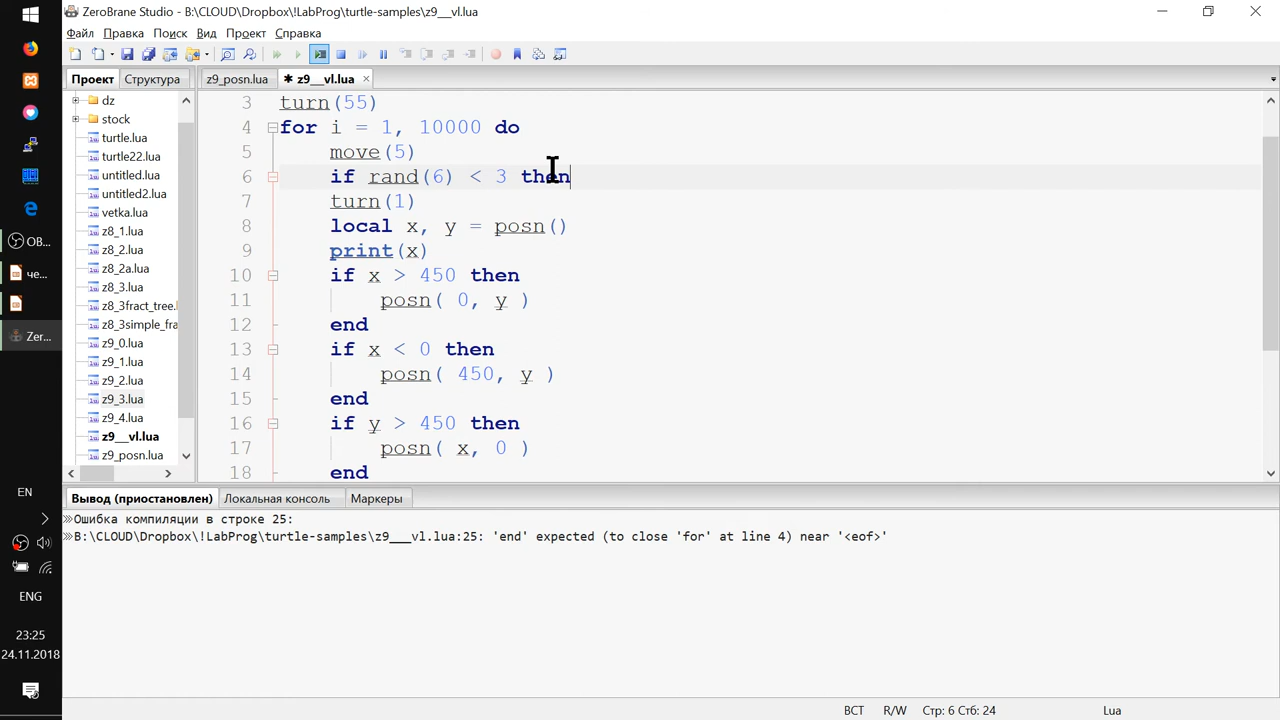 ZeroBrane Studio - B:\CLOUD\Dropbox\!LabProg\turtle-samples\z9__vl.lua
Файл Правка Поиск Вид Проект Справка
Проект Структура
z9_posn.lua ✱ z9__vl.lua
dz
stock
turtle.lua
turtle22.lua
untitled.lua
untitled2.lua
vetka.lua
z8_1.lua
z8_2.lua
z8_2a.lua
z8_3.lua
z8_3fract_tree.l
z8_3simple_fra
z9_0.lua
z9_1.lua
z9_2.lua
z9_3.lua
z9_4.lua
z9__vl.lua
z9_posn.lua
3 turn(55)
4 for i = 1, 10000 do
5 move(5)
6 if rand(6) < 3 then
7 turn(1)
8 local x, y = posn()
9 print(x)
10 if x > 450 then
11 posn( 0, y )
12 end
13 if x < 0 then
14 posn( 450, y )
15 end
16 if y > 450 then
17 posn( x, 0 )
18 end
Вывод (приостановлен) Локальная консоль Маркеры
Ошибка компиляции в строке 25:
B:\CLOUD\Dropbox\!LabProg\turtle-samples\z9___vl.lua:25: 'end' expected (to close 'for' at line 4) near '<eof>'
ВСТ R/W Стр: 6 Стб: 24 Lua
OB...
че...
Zer...
EN
ENG
23:25
24.11.2018